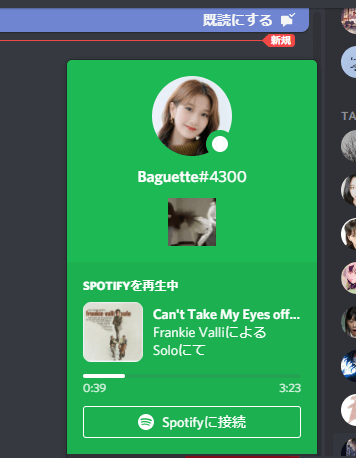 既読にする
新規
Baguette#4300
SPOTIFYを再生中
Can't Take My Eyes off...
Frankie Valliによる
Soloにて
frankie valli solo
0:39
3:23
Spotifyに接続
TA